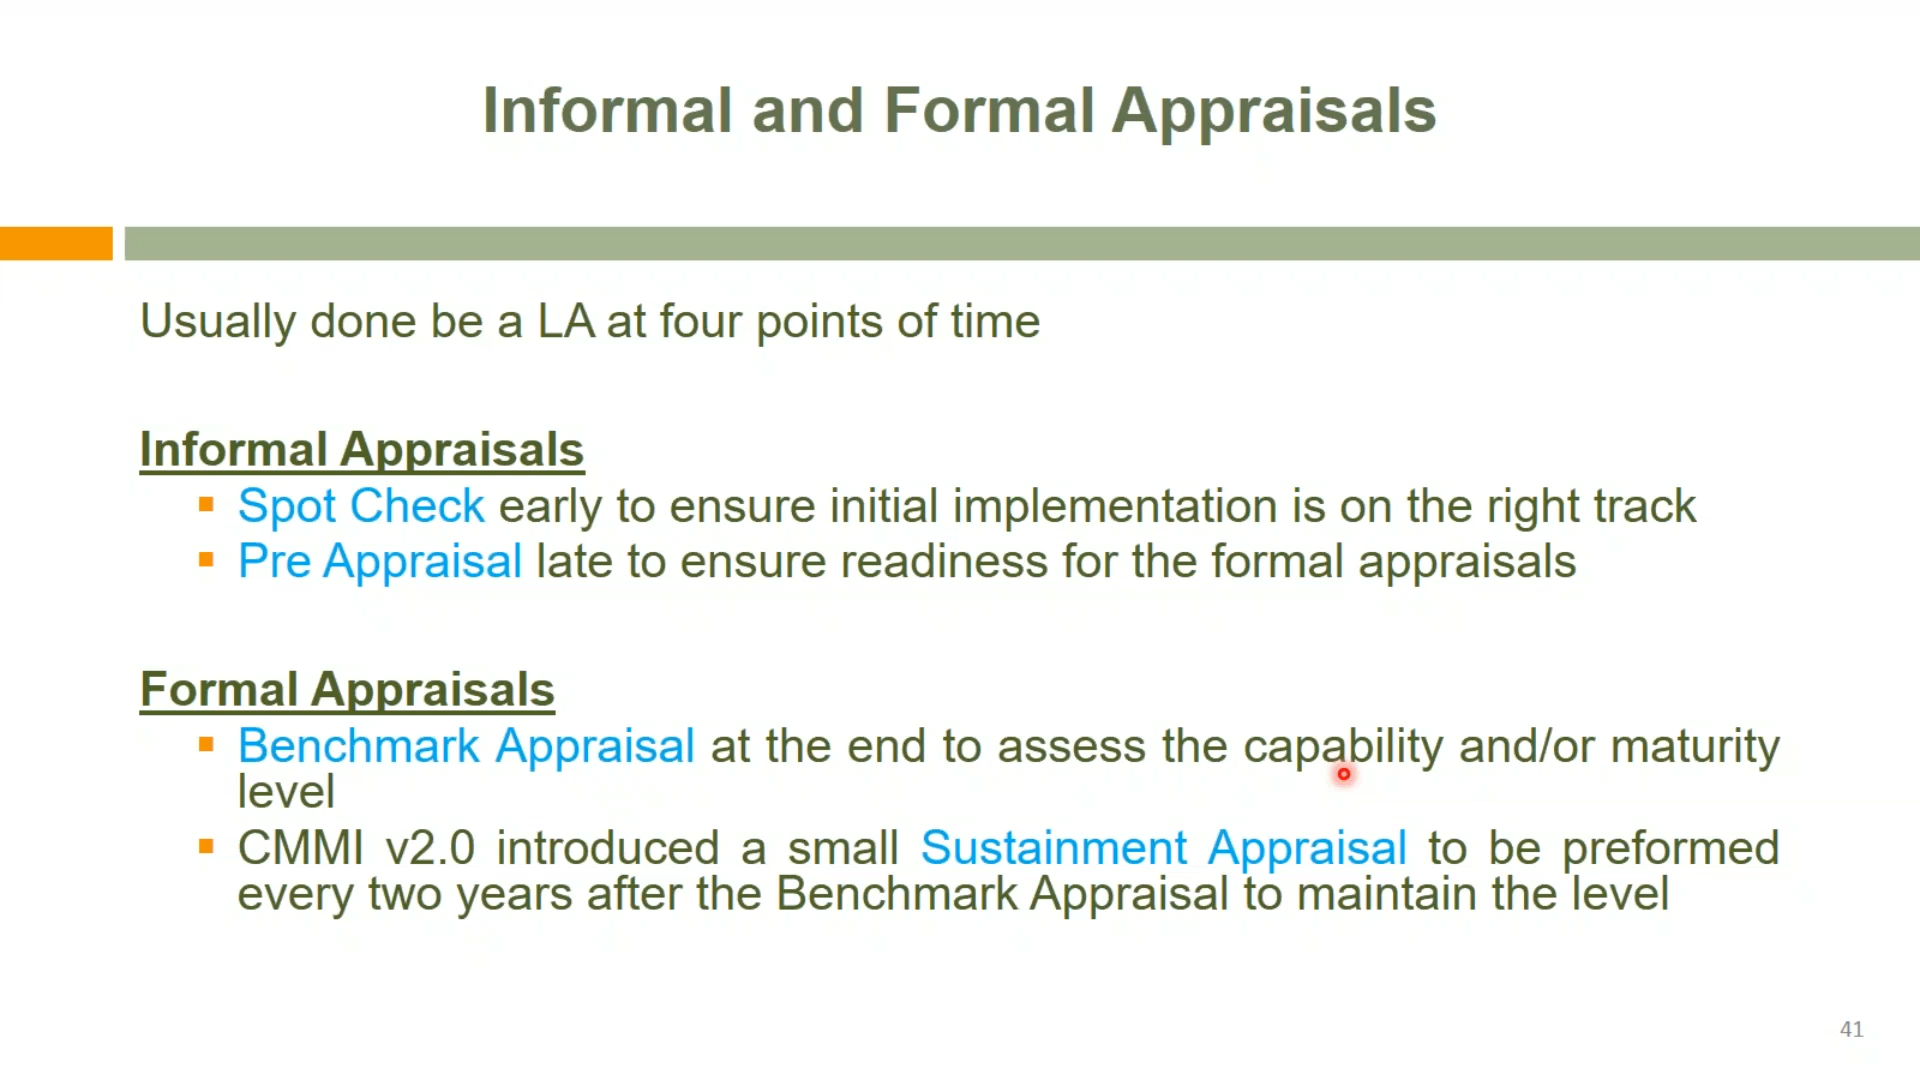 Informal and Formal Appraisals
Usually done be a LA at four points of time
Informal Appraisals
Spot Check early to ensure initial implementation is on the right track
Pre Appraisal late to ensure readiness for the formal appraisals
Formal Appraisals
Benchmark Appraisal at the end to assess the capability and/or maturity
level
CMMI v2.0 introduced a small Sustainment Appraisal to be preformed
every two years after the Benchmark Appraisal to maintain the level
41